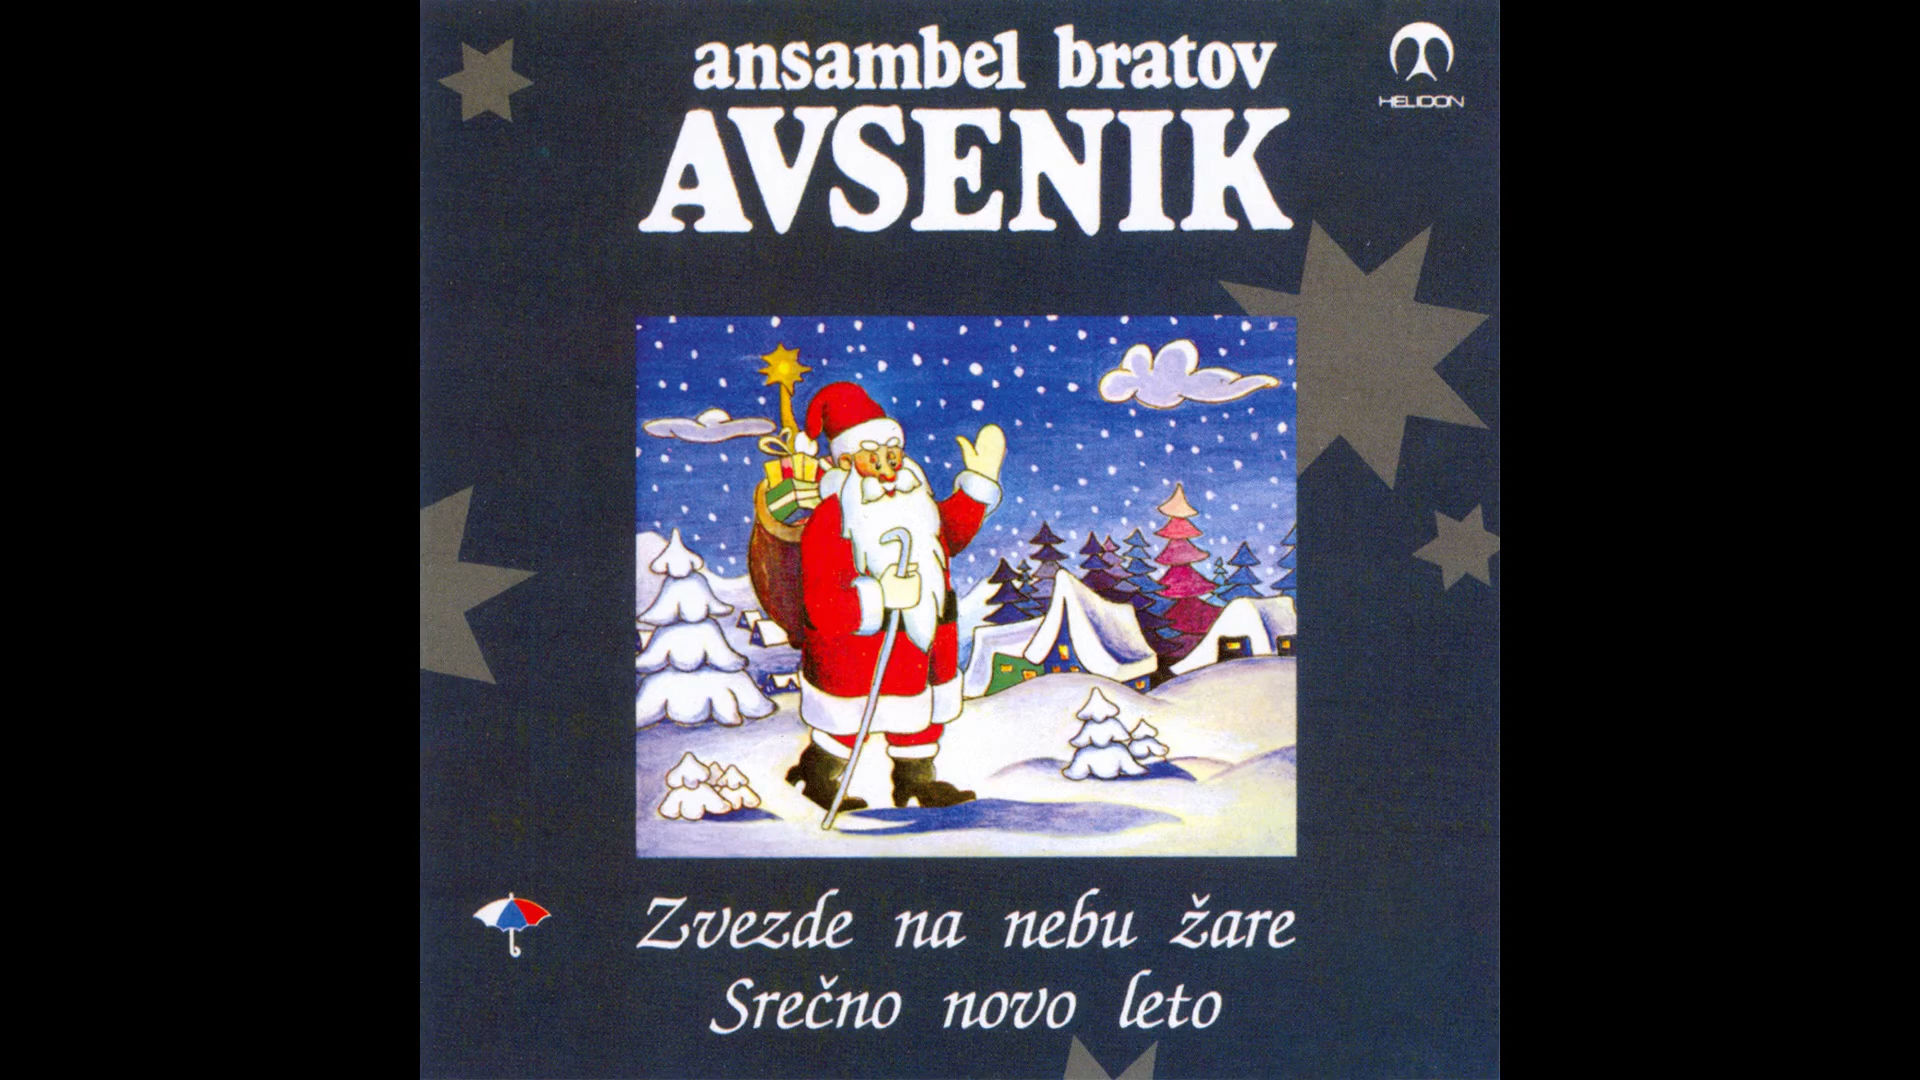 ansambel bratov
AVSENIK
HELIDON
Zvezde na nebu žare
Srečno novo leto